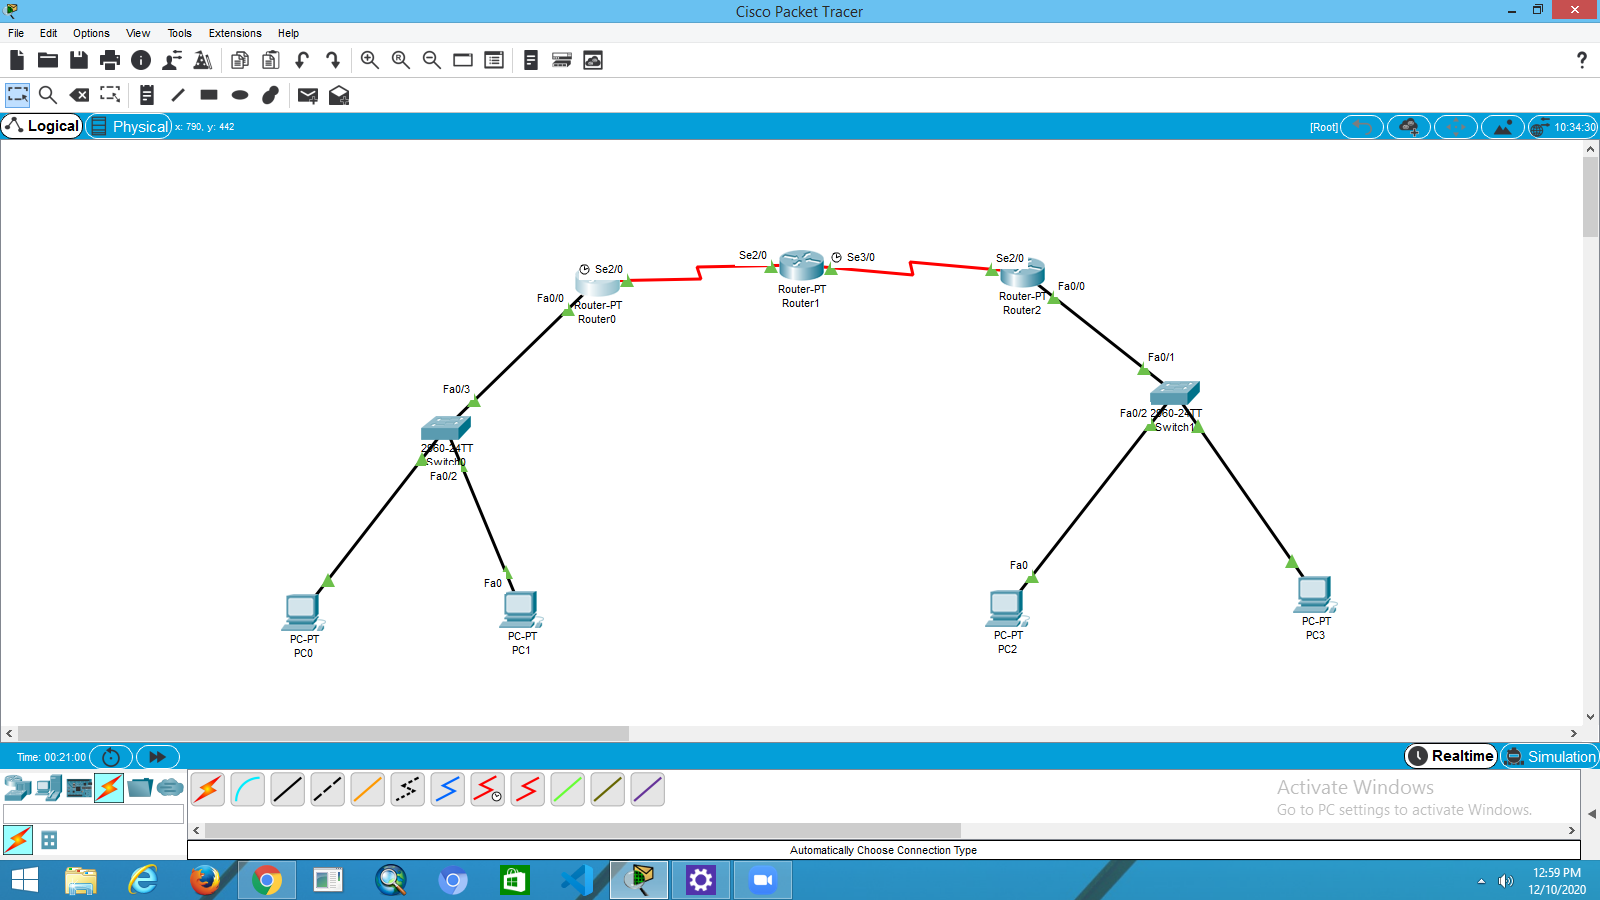 Cisco Packet Tracer
File Edit Options View Tools Extensions Help
Logical Physical x: 790, y: 442 [Root] 10:34:30
Se2/0 Se3/0
Se2/0
Se2/0
Router-PT
Router1
Fa0/0
Router-PT
Router0
Router-PT
Router2
Fa0/0
Fa0/3
Fa0/1
2960-24TT
Switch0
Fa0/2
Fa0/2 2960-24TT
Switch1
Fa0
Fa0
PC-PT
PC0
PC-PT
PC1
PC-PT
PC2
PC-PT
PC3
Time: 00:21:00 Realtime Simulation
Activate Windows
Go to PC settings to activate Windows.
Automatically Choose Connection Type
12:59 PM
12/10/2020